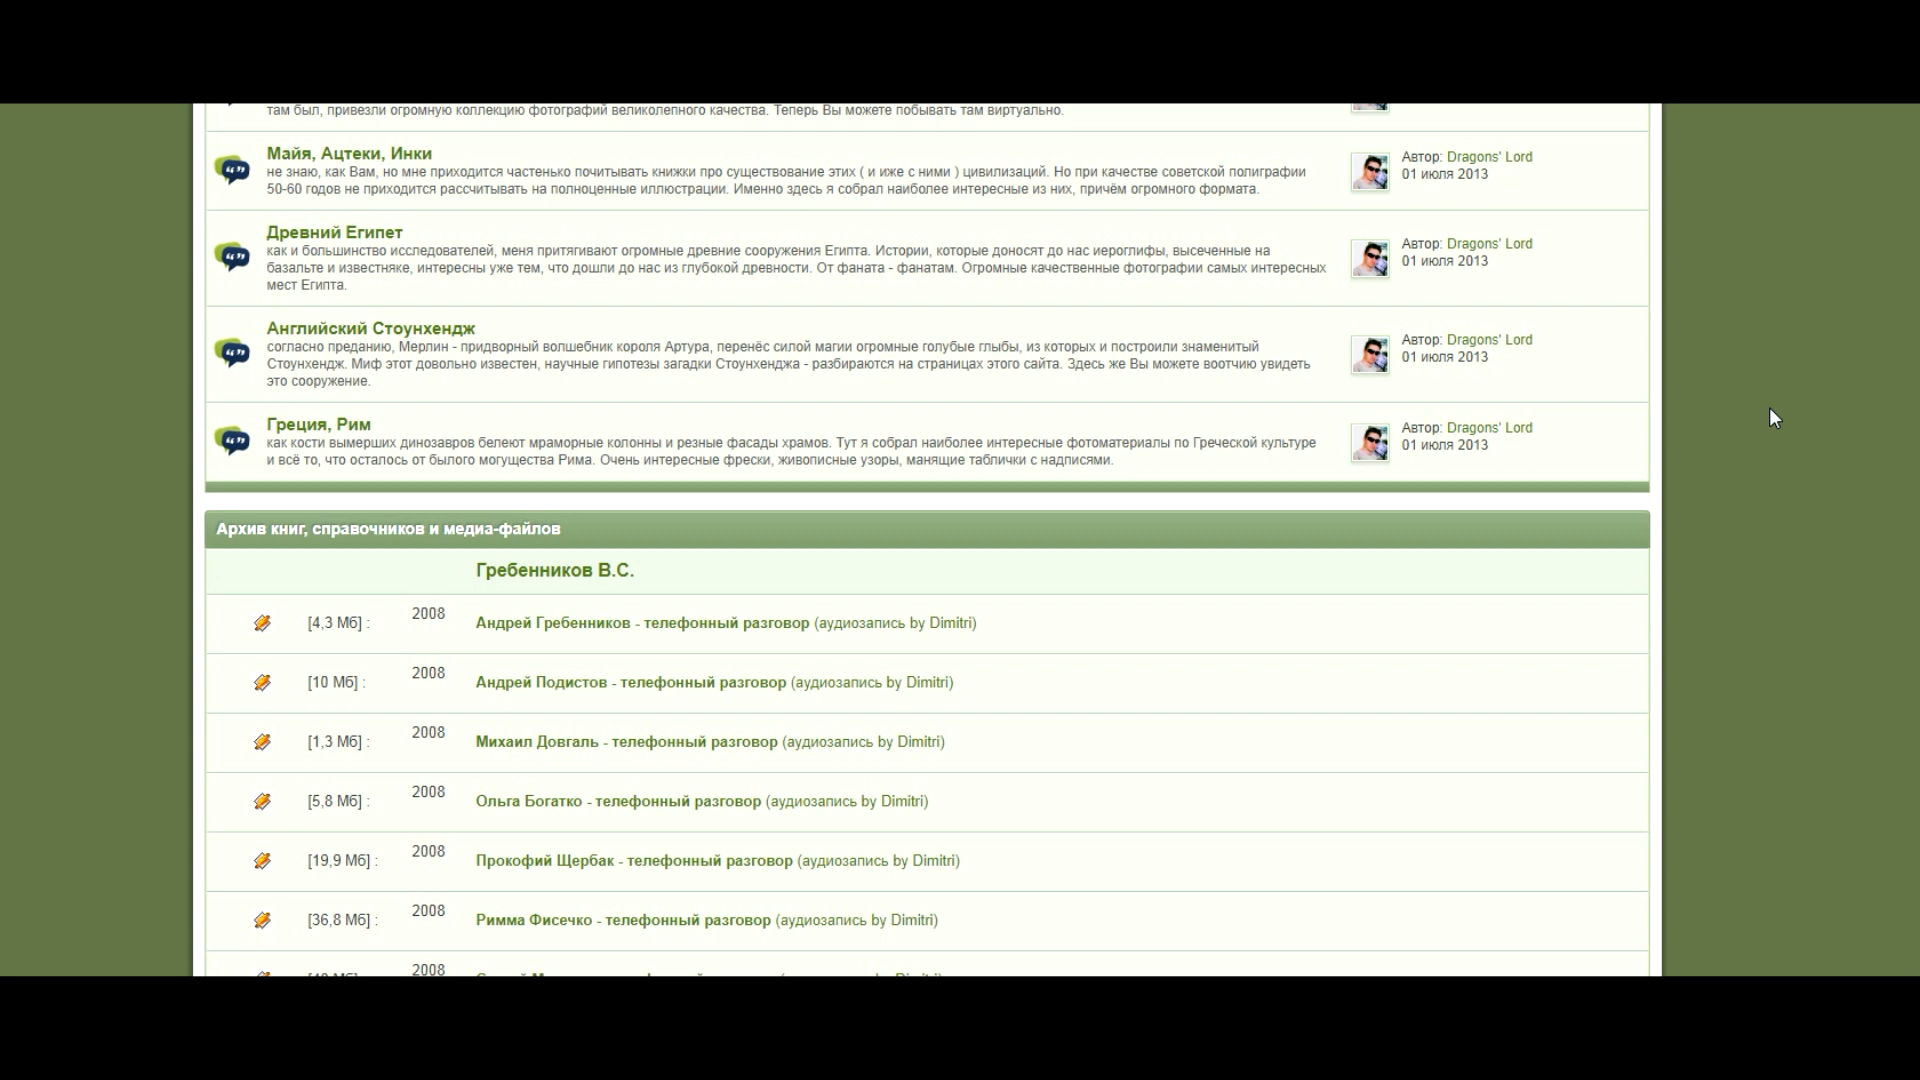 там был, привезли огромную коллекцию фотографий великолепного качества. Теперь Вы можете побывать там виртуально.
Майя, Ацтеки, Инки
не знаю, как Вам, но мне приходится частенько почитывать книжки про существование этих ( и иже с ними ) цивилизаций. Но при качестве советской полиграфии
50-60 годов не приходится рассчитывать на полноценные иллюстрации. Именно здесь я собрал наиболее интересные из них, причём огромного формата.
Автор: Dragons' Lord
01 июля 2013
Древний Египет
как и большинство исследователей, меня притягивают огромные древние сооружения Египта. Истории, которые доносят до нас иероглифы, высеченные на
базальте и известняке, интересны уже тем, что дошли до нас из глубокой древности. От фаната - фанатам. Огромные качественные фотографии самых интересных
мест Египта.
Автор: Dragons' Lord
01 июля 2013
Английский Стоунхендж
согласно преданию, Мерлин - придворный волшебник короля Артура, перенёс силой магии огромные голубые глыбы, из которых и построили знаменитый
Стоунхендж. Миф этот довольно известен, научные гипотезы загадки Стоунхенджа - разбираются на страницах этого сайта. Здесь же Вы можете воотчию увидеть
это сооружение.
Автор: Dragons' Lord
01 июля 2013
Греция, Рим
как кости вымерших динозавров белеют мраморные колонны и резные фасады храмов. Тут я собрал наиболее интересные фотоматериалы по Греческой культуре
и всё то, что осталось от былого могущества Рима. Очень интересные фрески, живописные узоры, манящие таблички с надписями.
Автор: Dragons' Lord
01 июля 2013
Архив книг, справочников и медиа-файлов
Гребенников В.С.
[4,3 Мб] : 2008 Андрей Гребенников - телефонный разговор (аудиозапись by Dimitri)
[10 Мб] : 2008 Андрей Подистов - телефонный разговор (аудиозапись by Dimitri)
[1,3 Мб] : 2008 Михаил Довгаль - телефонный разговор (аудиозапись by Dimitri)
[5,8 Мб] : 2008 Ольга Богатко - телефонный разговор (аудиозапись by Dimitri)
[19,9 Мб] : 2008 Прокофий Щербак - телефонный разговор (аудиозапись by Dimitri)
[36,8 Мб] : 2008 Римма Фисечко - телефонный разговор (аудиозапись by Dimitri)
2008